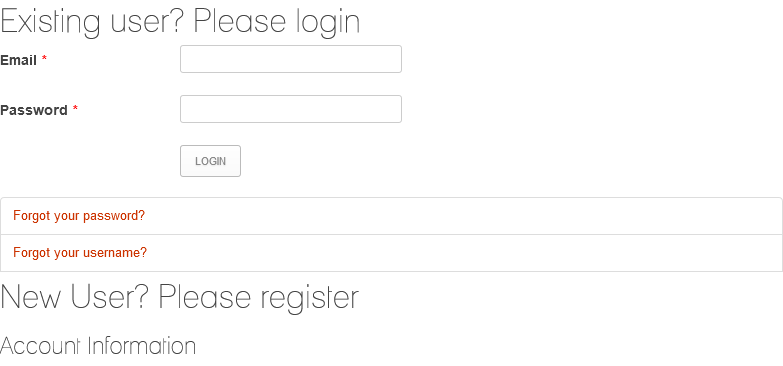 Existing user? Please login
Email *
Password *
LOGIN
Forgot your password?
Forgot your username?
New User? Please register
Account Information